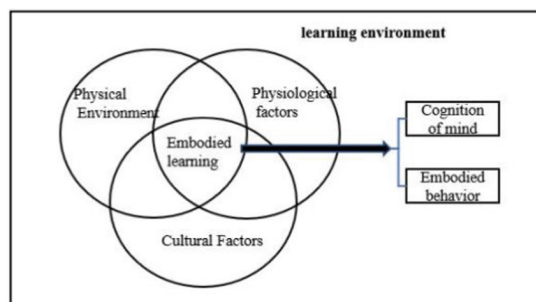 learning environment
Physical
Environment
Physiological
factors
Embodied
learning
Cultural Factors
Cognition
of mind
Embodied
behavior